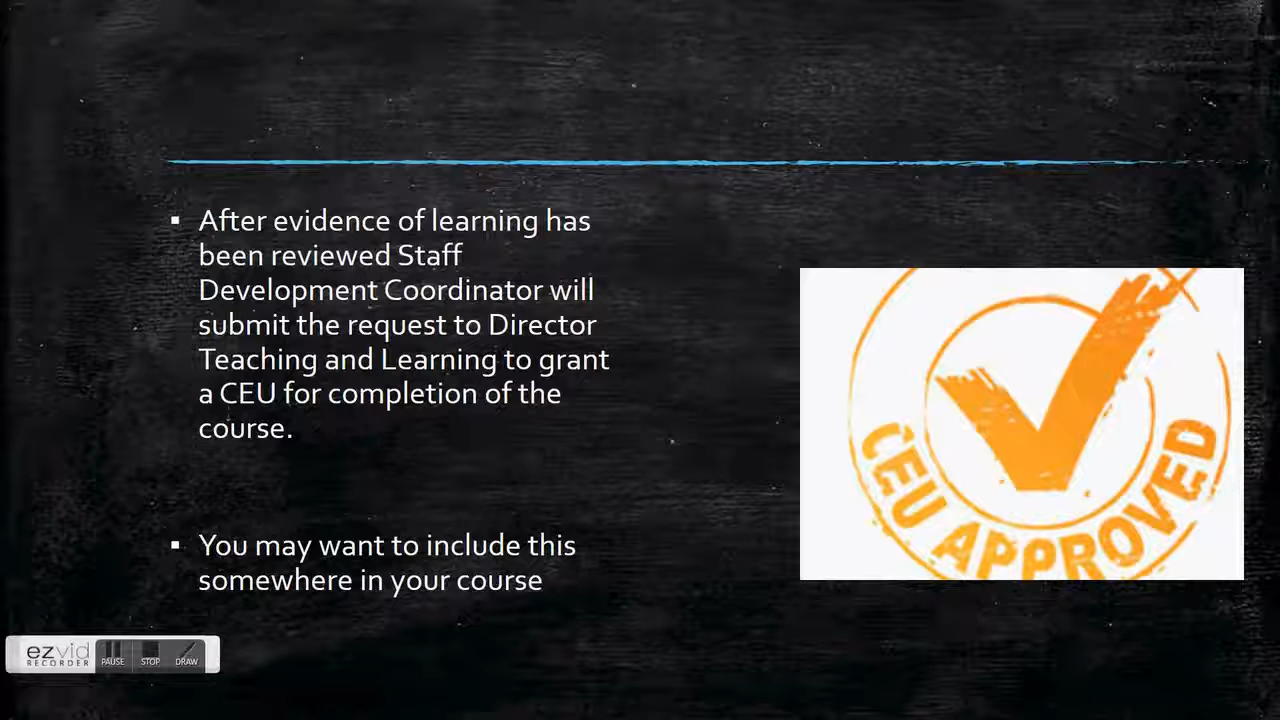 After evidence of learning has
been reviewed Staff
Development Coordinator will
submit the request to Director
Teaching and Learning to grant
a CEU for completion of the
course.
You may want to include this
somewhere in your course
CEU APPROVED
ezvid
RECORDER
PAUSE STOP DRAW